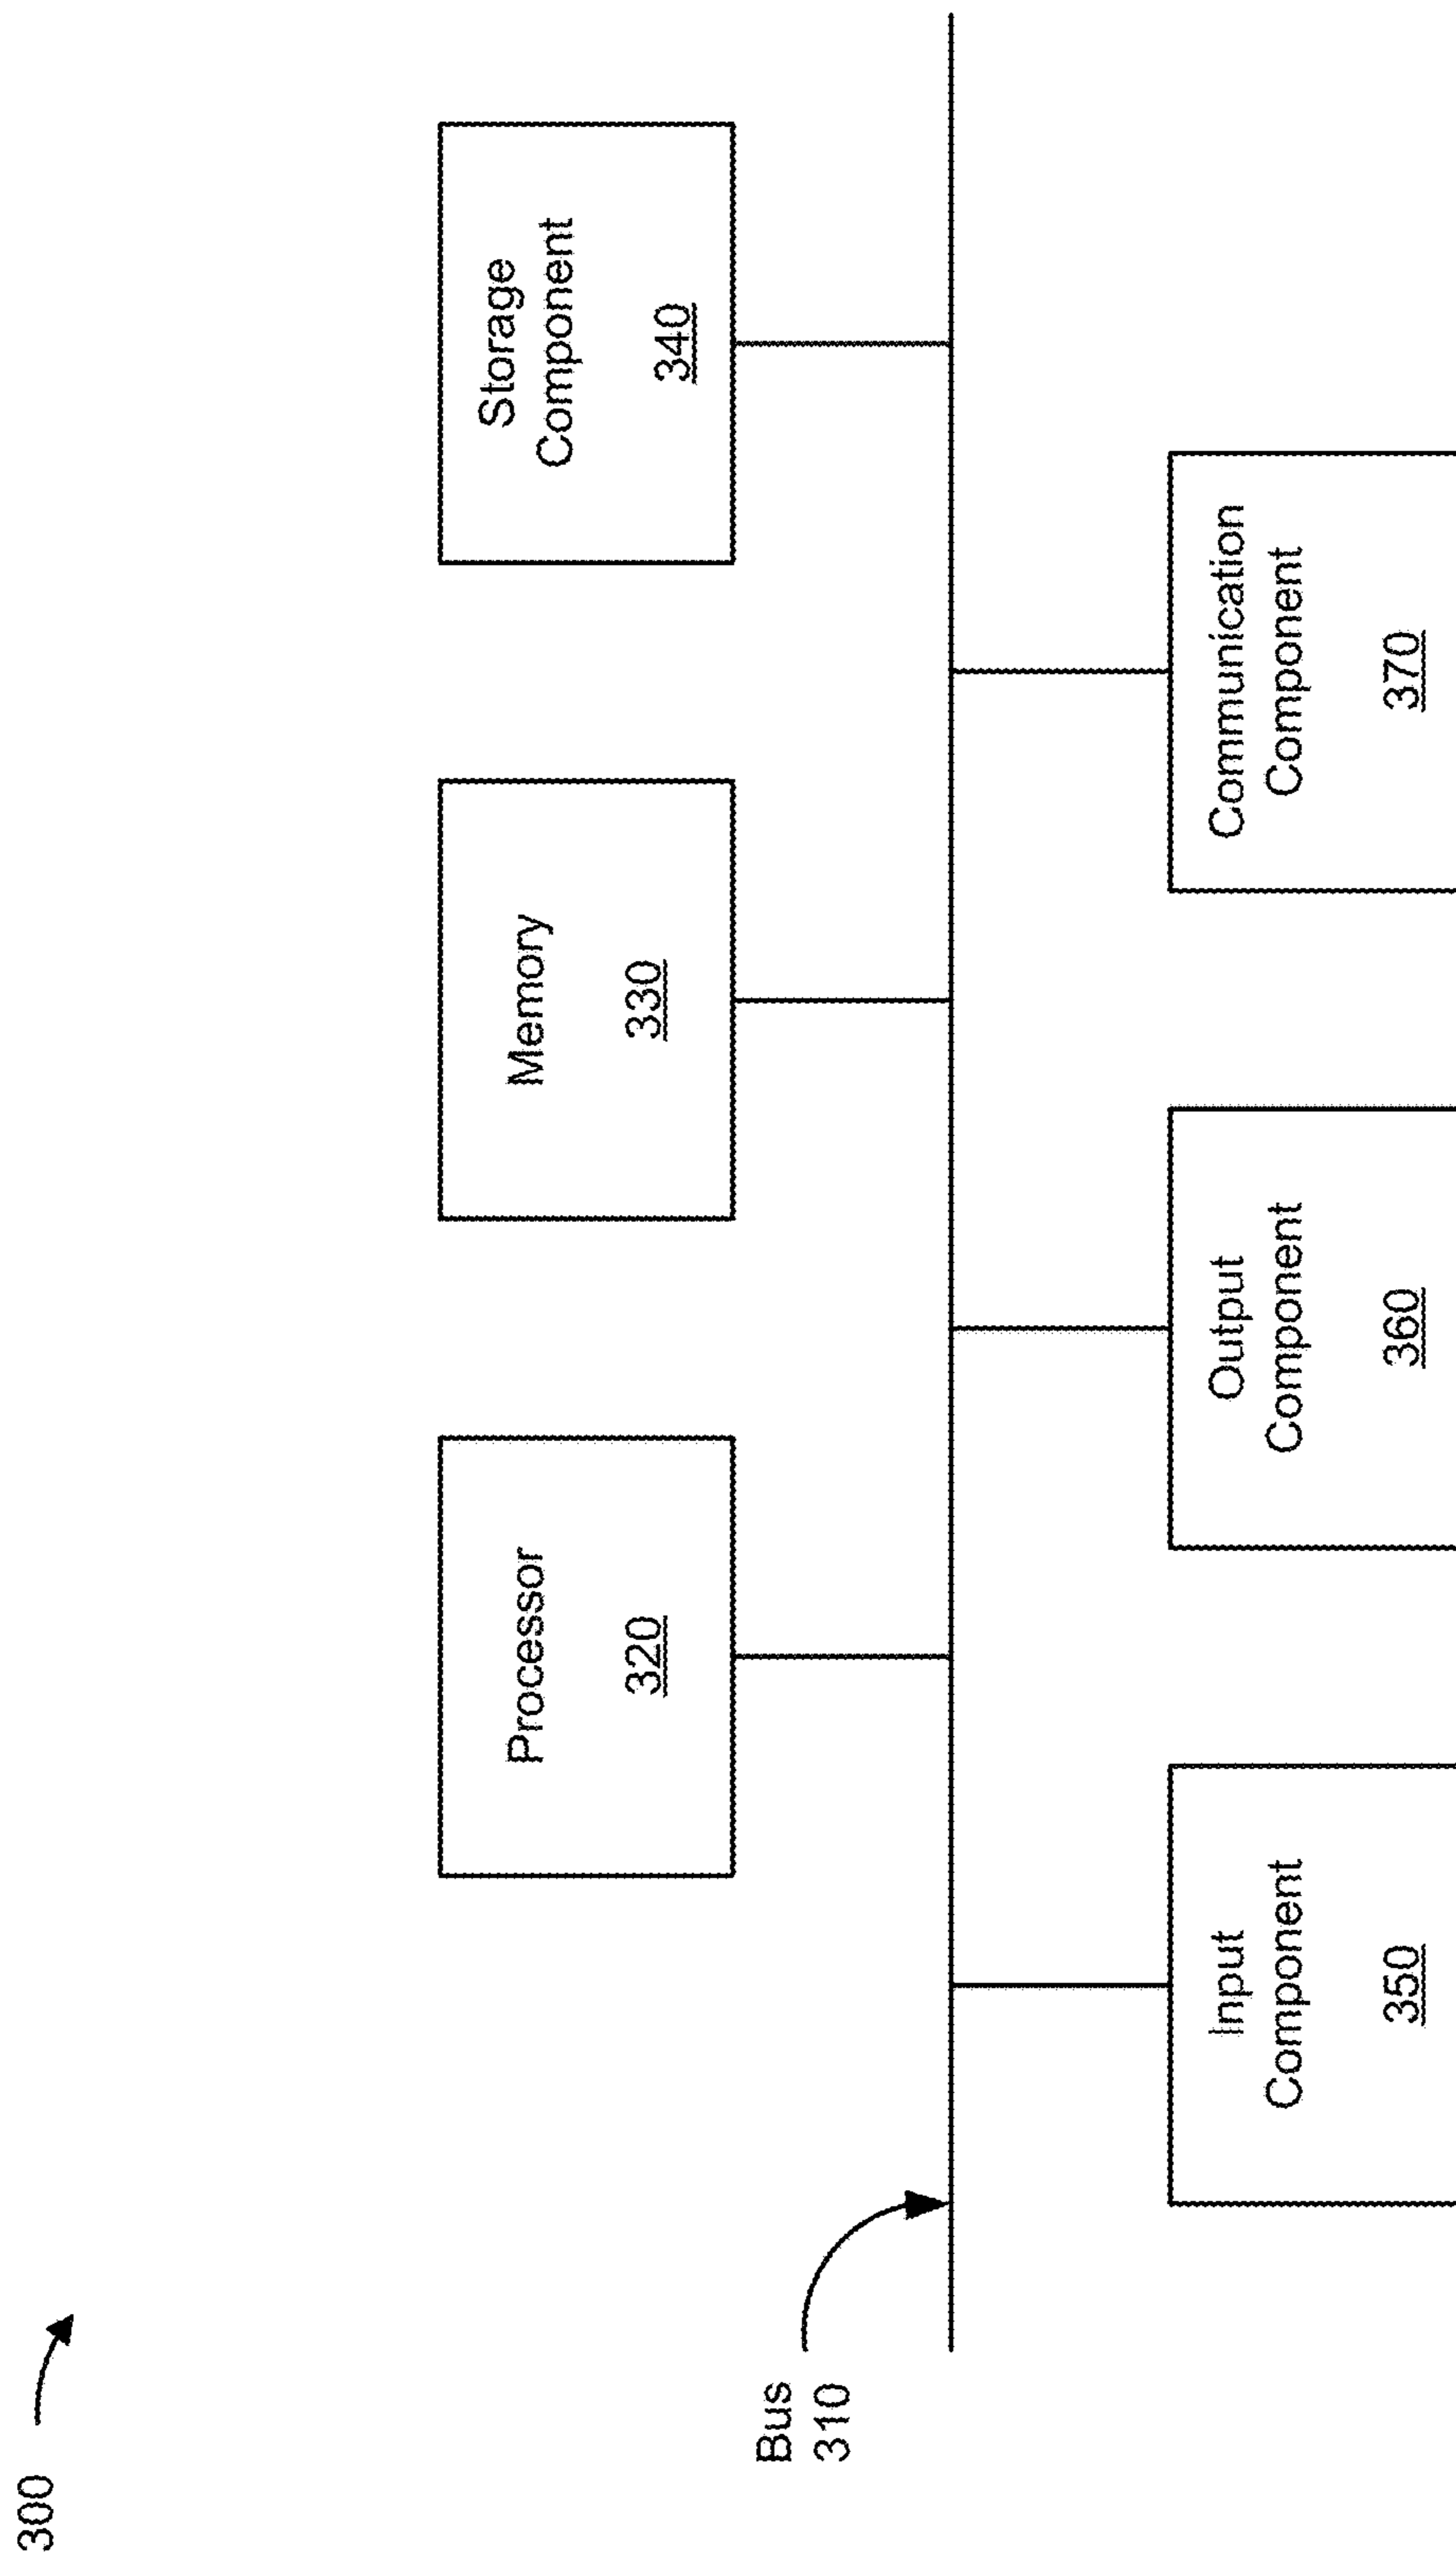 300
Bus
310
Processor
320
Memory
330
Storage
Component
340
Input
Component
350
Output
Component
360
Communication
Component
370